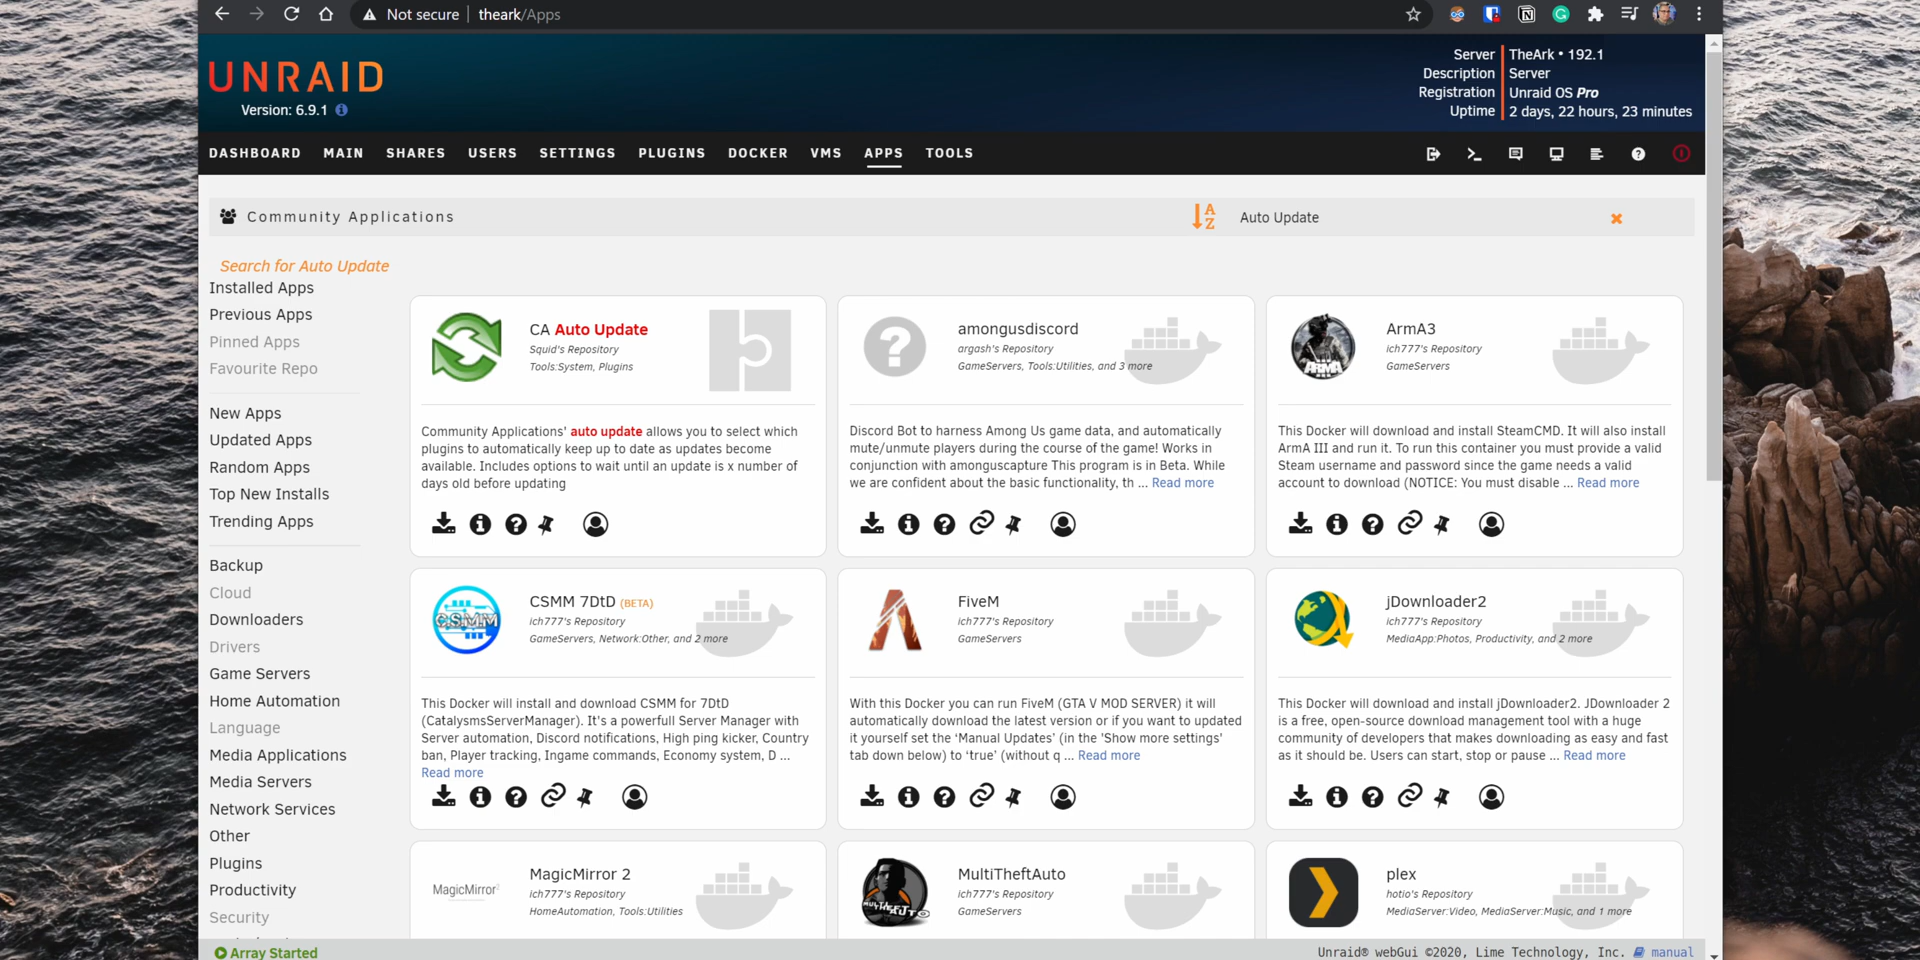 Not secure | theark/Apps
UNRAID
Version: 6.9.1
Server TheArk • 192.1
Description Server
Registration Unraid OS Pro
Uptime 2 days, 22 hours, 23 minutes
DASHBOARD MAIN SHARES USERS SETTINGS PLUGINS DOCKER VMS APPS TOOLS
Community Applications
A
Z
Auto Update
Search for Auto Update
Installed Apps
Previous Apps
Pinned Apps
Favourite Repo
New Apps
Updated Apps
Random Apps
Top New Installs
Trending Apps
Backup
Cloud
Downloaders
Drivers
Game Servers
Home Automation
Language
Media Applications
Media Servers
Network Services
Other
Plugins
Productivity
Security
CA Auto Update
Squid's Repository
Tools:System, Plugins
Community Applications' auto update allows you to select which
plugins to automatically keep up to date as updates become
available. Includes options to wait until an update is x number of
days old before updating
amongusdiscord
argash's Repository
GameServers, Tools:Utilities, and 3 more
Discord Bot to harness Among Us game data, and automatically
mute/unmute players during the course of the game! Works in
conjunction with amonguscapture This program is in Beta. While
we are confident about the basic functionality, th ... Read more
ArmA3
ich777's Repository
GameServers
ARMA
This Docker will download and install SteamCMD. It will also install
ArmA III and run it. To run this container you must provide a valid
Steam username and password since the game needs a valid
account to download (NOTICE: You must disable ... Read more
CSMM 7DtD (BETA)
ich777's Repository
GameServers, Network:Other, and 2 more
CSMM
This Docker will install and download CSMM for 7DtD
(CatalysmsServerManager). It's a powerfull Server Manager with
Server automation, Discord notifications, High ping kicker, Country
ban, Player tracking, Ingame commands, Economy system, D ...
Read more
FiveM
ich777's Repository
GameServers
With this Docker you can run FiveM (GTA V MOD SERVER) it will
automatically download the latest version or if you want to updated
it yourself set the 'Manual Updates' (in the 'Show more settings'
tab down below) to 'true' (without q ... Read more
jDownloader2
ich777's Repository
MediaApp:Photos, Productivity, and 2 more
This Docker will download and install jDownloader2. JDownloader 2
is a free, open-source download management tool with a huge
community of developers that makes downloading as easy and fast
as it should be. Users can start, stop or pause ... Read more
MagicMirror²
MagicMirror 2
ich777's Repository
HomeAutomation, Tools:Utilities
MULTI THEFT AUTO
MultiTheftAuto
ich777's Repository
GameServers
plex
hotio's Repository
MediaServer:Video, MediaServer:Music, and 1 more
Array Started
Unraid® webGui ©2020, Lime Technology, Inc. manual